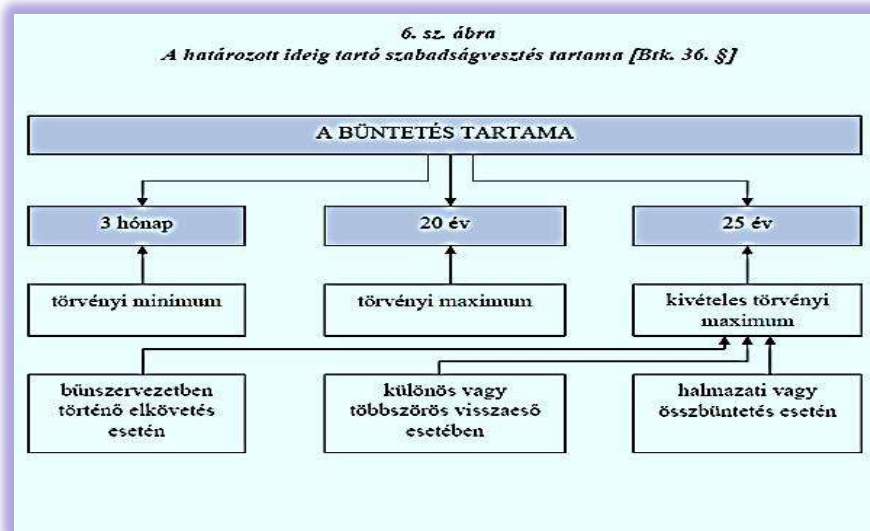 6. sz. ábra
A határozott ideig tartó szabadságvesztés tartama [Btk. 36. §]
A BÜNTETÉS TARTAMA
3 hónap
20 év
25 év
törvényi minimum
törvényi maximum
kivételes törvényi
maximum
bűnszervezetben
történő elkövetés
esetén
különös vagy
többszörös visszaeső
esetében
halmazati vagy
összbüntetés esetén